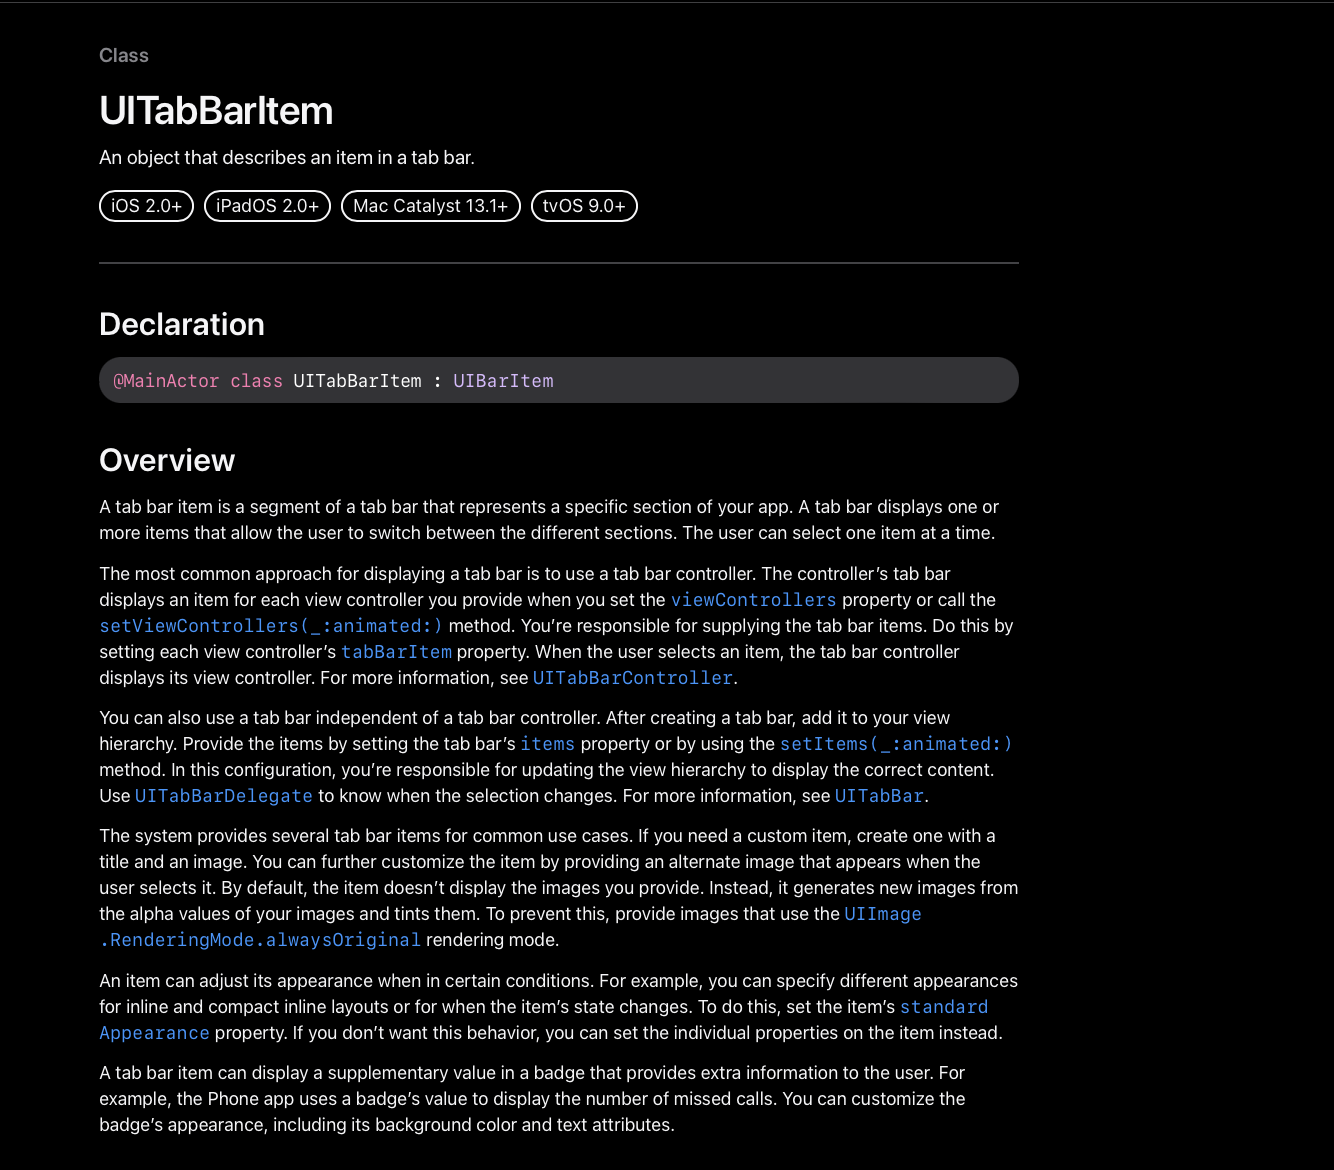 Class
UITabBarItem
An object that describes an item in a tab bar.
iOS 2.0+ iPadOS 2.0+ Mac Catalyst 13.1+ tvOS 9.0+
Declaration
@MainActor class UITabBarItem : UIBarItem
Overview
A tab bar item is a segment of a tab bar that represents a specific section of your app. A tab bar displays one or
more items that allow the user to switch between the different sections. The user can select one item at a time.
The most common approach for displaying a tab bar is to use a tab bar controller. The controller’s tab bar
displays an item for each view controller you provide when you set the viewControllers property or call the
setViewControllers(_:animated:) method. You’re responsible for supplying the tab bar items. Do this by
setting each view controller’s tabBarItem property. When the user selects an item, the tab bar controller
displays its view controller. For more information, see UITabBarController.
You can also use a tab bar independent of a tab bar controller. After creating a tab bar, add it to your view
hierarchy. Provide the items by setting the tab bar’s items property or by using the setItems(_:animated:)
method. In this configuration, you’re responsible for updating the view hierarchy to display the correct content.
Use UITabBarDelegate to know when the selection changes. For more information, see UITabBar.
The system provides several tab bar items for common use cases. If you need a custom item, create one with a
title and an image. You can further customize the item by providing an alternate image that appears when the
user selects it. By default, the item doesn’t display the images you provide. Instead, it generates new images from
the alpha values of your images and tints them. To prevent this, provide images that use the UIImage
.RenderingMode.alwaysOriginal rendering mode.
An item can adjust its appearance when in certain conditions. For example, you can specify different appearances
for inline and compact inline layouts or for when the item’s state changes. To do this, set the item’s standard
Appearance property. If you don’t want this behavior, you can set the individual properties on the item instead.
A tab bar item can display a supplementary value in a badge that provides extra information to the user. For
example, the Phone app uses a badge’s value to display the number of missed calls. You can customize the
badge’s appearance, including its background color and text attributes.